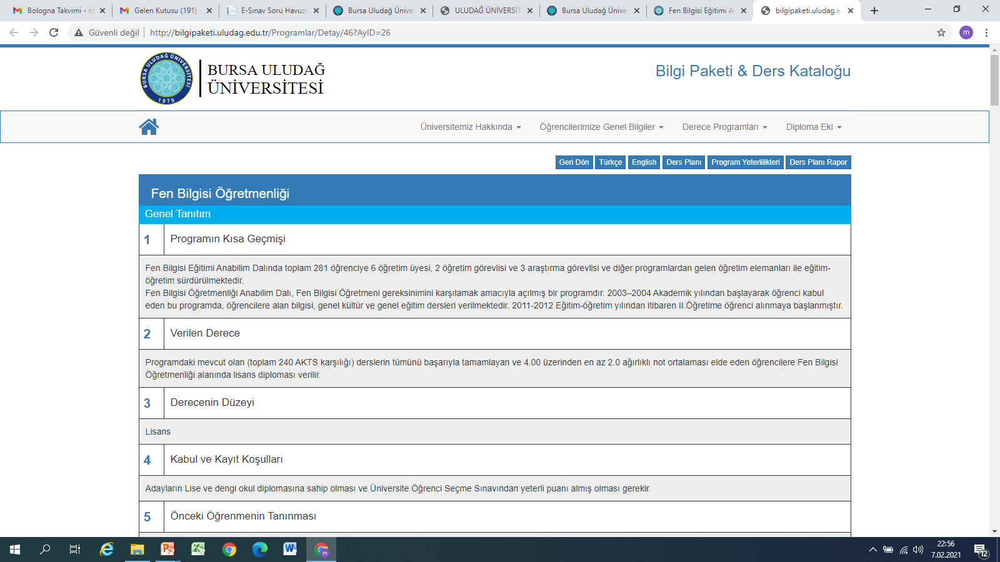 Bologna Takvimi - nl
Gelen Kutusu (191) -
E-Sınav Soru Havuzu
Bursa Uludağ Üniver
ULUDAĞ ÜNİVERSİT
Bursa Uludağ Üniver
Fen Bilgisi Eğitimi A
bilgipaketi.uludag.e
Güvenli değil
http://bilgipaketi.uludag.edu.tr/Programlar/Detay/46?AyID=26
m
BURSA ULUDAĞ ÜNİVERSİTESİ
1975
BURSA ULUDAĞ
ÜNİVERSİTESİ
Bilgi Paketi & Ders Kataloğu
Üniversitemiz Hakkında
Öğrencilerimize Genel Bilgiler
Derece Programları
Diploma Eki
Geri Dön
Türkçe
English
Ders Planı
Program Yeterlilikleri
Ders Planı Rapor
Fen Bilgisi Öğretmenliği
Genel Tanıtım
1 Programın Kısa Geçmişi
Fen Bilgisi Eğitimi Anabilim Dalında toplam 281 öğrenciye 6 öğretim üyesi, 2 öğretim görevlisi ve 3 araştırma görevlisi ve diğer programlardan gelen öğretim elemanları ile eğitim-
öğretim sürdürülmektedir.
Fen Bilgisi Öğretmenliği Anabilim Dalı, Fen Bilgisi Öğretmeni gereksinimini karşılamak amacıyla açılmış bir programdır. 2003–2004 Akademik yılından başlayarak öğrenci kabul
eden bu programda, öğrencilere alan bilgisi, genel kültür ve genel eğitim dersleri verilmektedir. 2011-2012 Eğitim-öğretim yılından itibaren II.Öğretime öğrenci alınmaya başlanmıştır.
2 Verilen Derece
Programdaki mevcut olan (toplam 240 AKTS karşılığı) derslerin tümünü başarıyla tamamlayan ve 4.00 üzerinden en az 2.0 ağırlıklı not ortalaması elde eden öğrencilere Fen Bilgisi
Öğretmenliği alanında lisans diploması verilir.
3 Derecenin Düzeyi
Lisans
4 Kabul ve Kayıt Koşulları
Adayların Lise ve dengi okul diplomasına sahip olması ve Üniversite Öğrenci Seçme Sınavından yeterli puanı almış olması gerekir.
5 Önceki Öğrenmenin Tanınması
22:56
7.02.2021
12